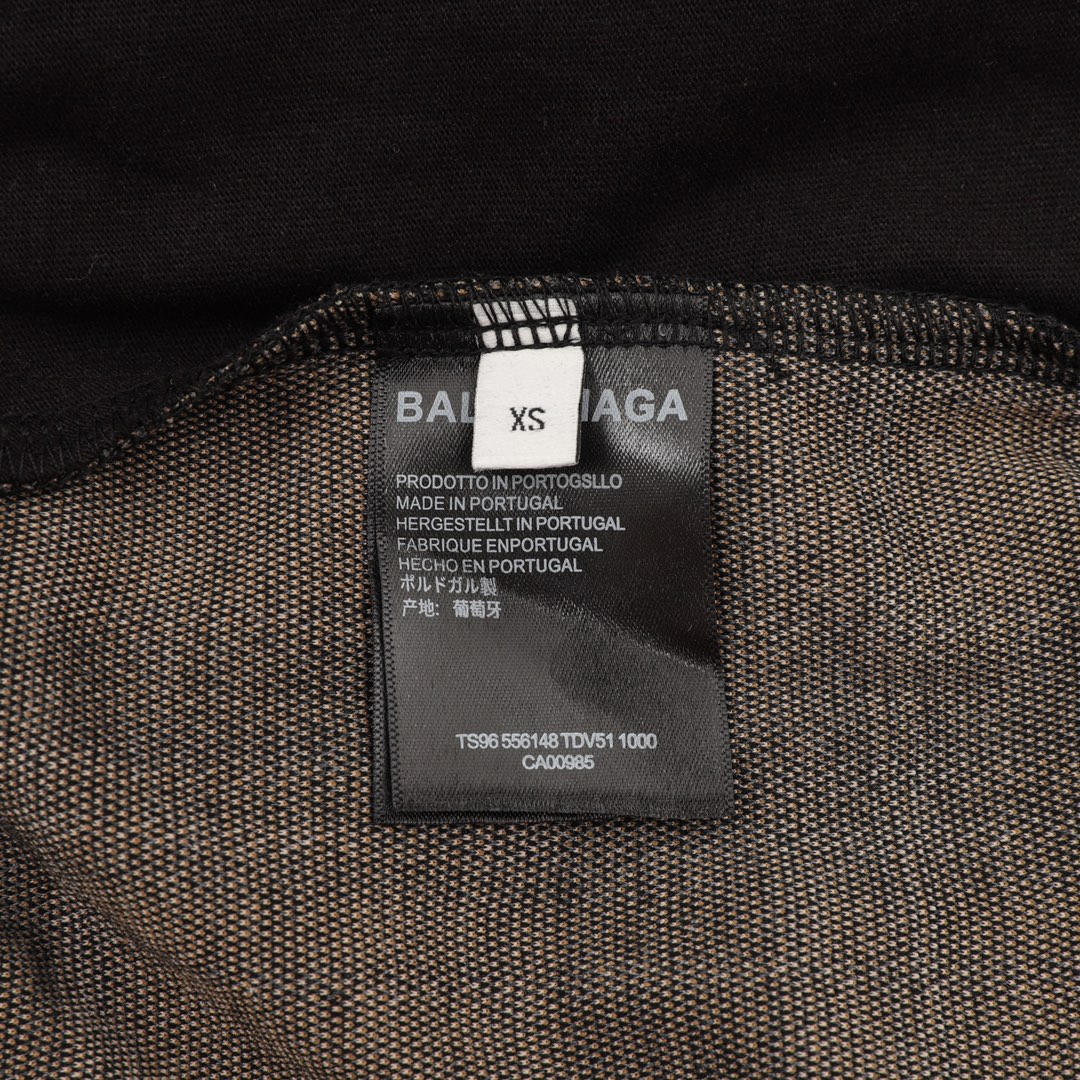 BAL IAGA
XS
PRODOTTO IN PORTOGSLLO
MADE IN PORTUGAL
HERGESTELLT IN PORTUGAL
FABRIQUE ENPORTUGAL
HECHO EN PORTUGAL
ポルドガル製
产地: 葡萄牙
TS96 556148 TDV51 1000
CA00985